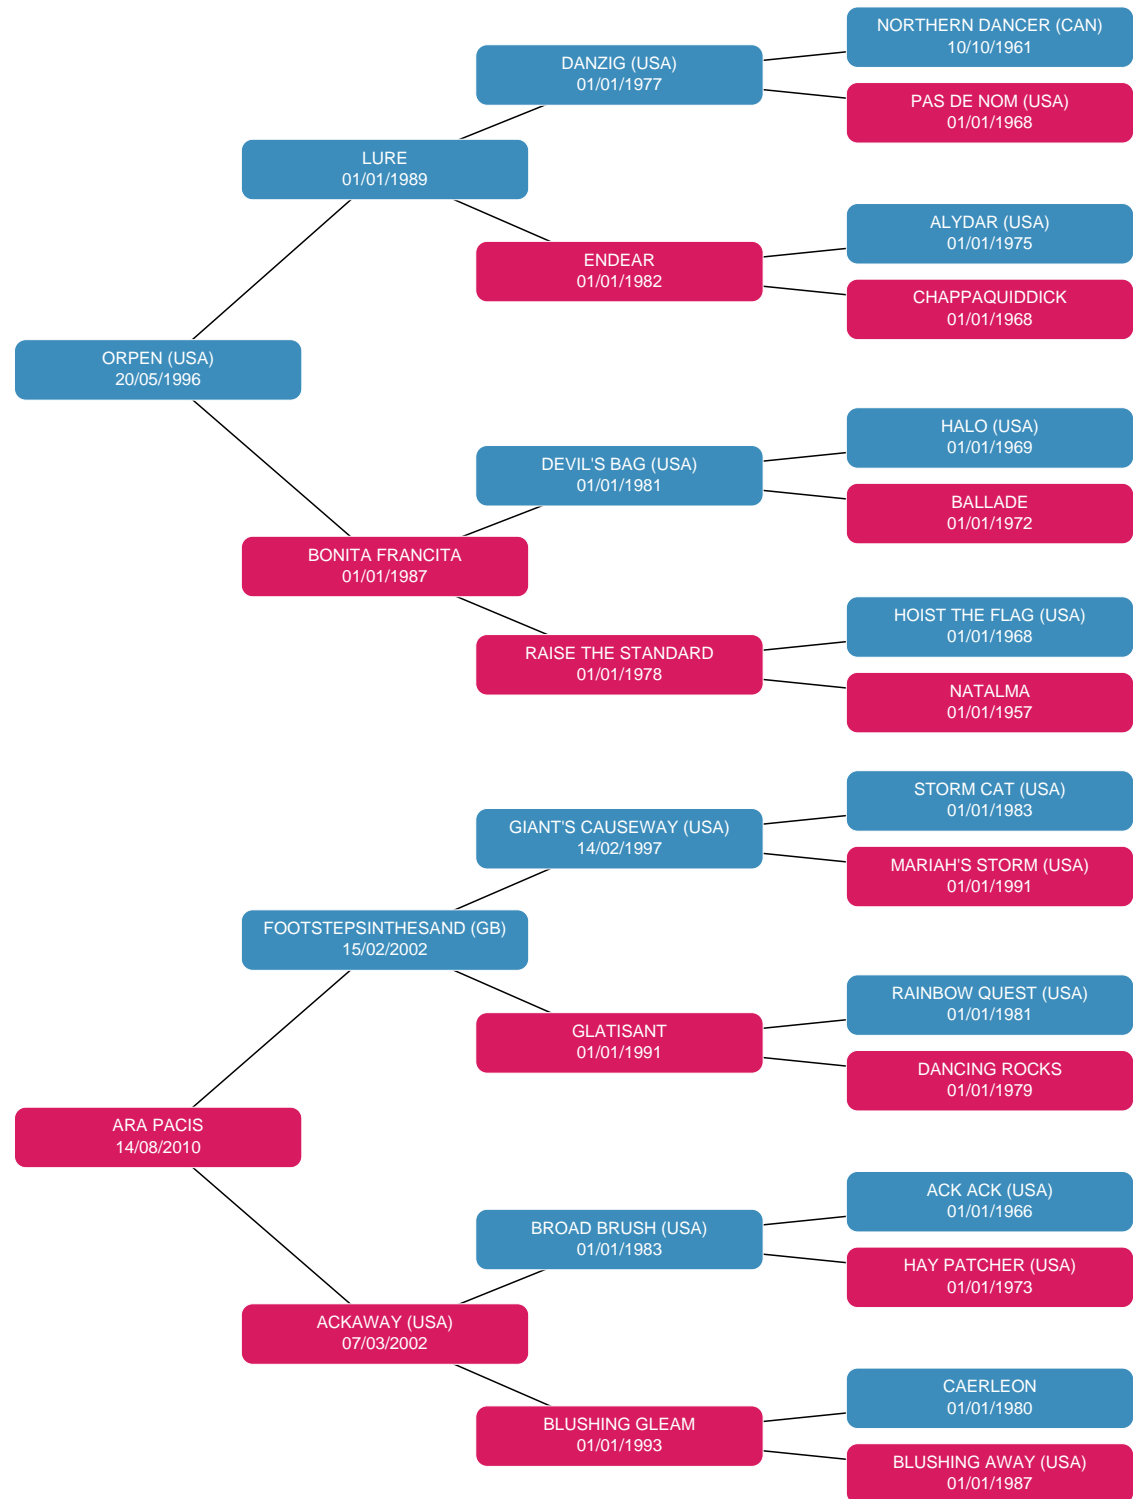 NORTHERN DANCER (CAN)
10/10/1961
DANZIG (USA)
01/01/1977
PAS DE NOM (USA)
01/01/1968
LURE
01/01/1989
ALYDAR (USA)
01/01/1975
ENDEAR
01/01/1982
CHAPPAQUIDDICK
01/01/1968
ORPEN (USA)
20/05/1996
HALO (USA)
01/01/1969
DEVIL'S BAG (USA)
01/01/1981
BALLADE
01/01/1972
BONITA FRANCITA
01/01/1987
HOIST THE FLAG (USA)
01/01/1968
RAISE THE STANDARD
01/01/1978
NATALMA
01/01/1957
STORM CAT (USA)
01/01/1983
GIANT'S CAUSEWAY (USA)
14/02/1997
MARIAH'S STORM (USA)
01/01/1991
FOOTSTEPSINTHESAND (GB)
15/02/2002
RAINBOW QUEST (USA)
01/01/1981
GLATISANT
01/01/1991
DANCING ROCKS
01/01/1979
ARA PACIS
14/08/2010
ACK ACK (USA)
01/01/1966
BROAD BRUSH (USA)
01/01/1983
HAY PATCHER (USA)
01/01/1973
ACKAWAY (USA)
07/03/2002
CAERLEON
01/01/1980
BLUSHING GLEAM
01/01/1993
BLUSHING AWAY (USA)
01/01/1987